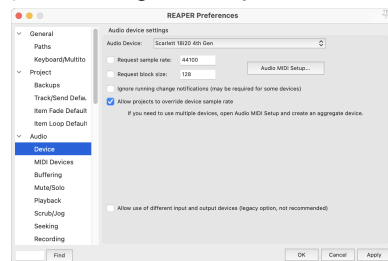 REAPER Preferences
General
Paths
Keyboard/Multito
Project
Backups
Track/Send Defau
Item Fade Default
Item Loop Default
Audio
Device
MIDI Devices
Buffering
Mute/Solo
Playback
Scrub/Jog
Seeking
Recording
Find
Audio device settings
Audio Device: Scarlett 18i20 4th Gen
Request sample rate: 44100
Request block size: 128
Audio MIDI Setup...
Ignore running change notifications (may be required for some devices)
Allow projects to override device sample rate
If you need to use multiple devices, open Audio MIDI Setup and create an aggregate device.
Allow use of different input and output devices (legacy option, not recommended)
OK Cancel Apply